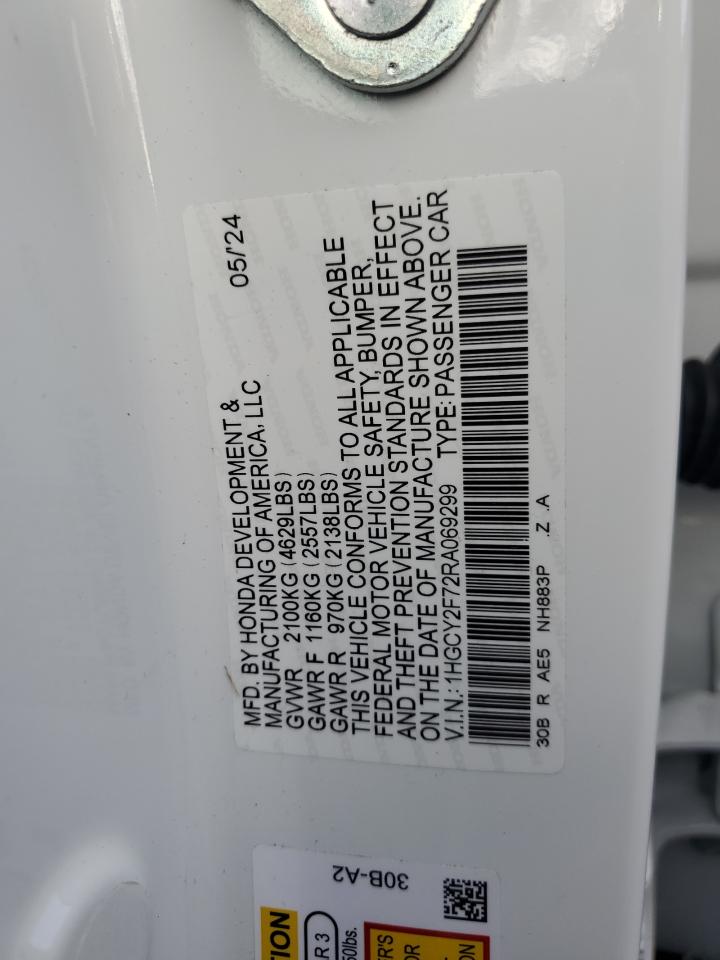 MFD. BY HONDA DEVELOPMENT & 05/'24
MANUFACTURING OF AMERICA, LLC
GVWR 2100KG (4629LBS)
GAWR F 1160KG (2557LBS)
GAWR R 970KG (2138LBS)
THIS VEHICLE CONFORMS TO ALL APPLICABLE
FEDERAL MOTOR VEHICLE SAFETY, BUMPER,
AND THEFT PREVENTION STANDARDS IN EFFECT
ON THE DATE OF MANUFACTURE SHOWN ABOVE.
V.I.N.: 1HGCY2F72RA069299 TYPE: PASSENGER CAR
30B R AE5 NH883P .Z .A
30B-A2